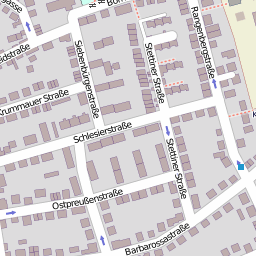 Siebenbürgenstraße
Stettiner Straße
Rangenbergstraße
Krummauer Straße
Schlesierstraße
Stettiner Straße
Ostpreußenstraße
Barbarossastraße